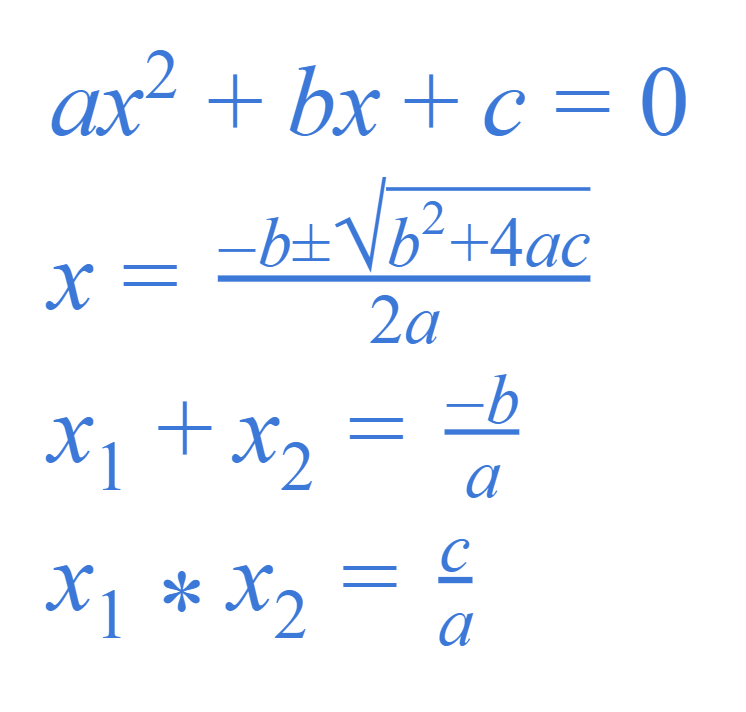 ax² + bx + c = 0
x = (–b±√(b²+4ac))/(2a)
x₁ + x₂ = –b/a
x₁ * x₂ = c/a